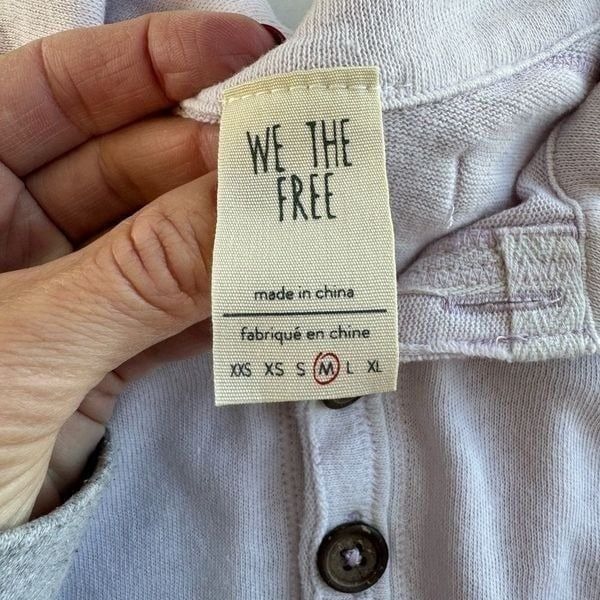 WE THE
FREE
made in china
fabriqué en chine
XXS XS S M L XL